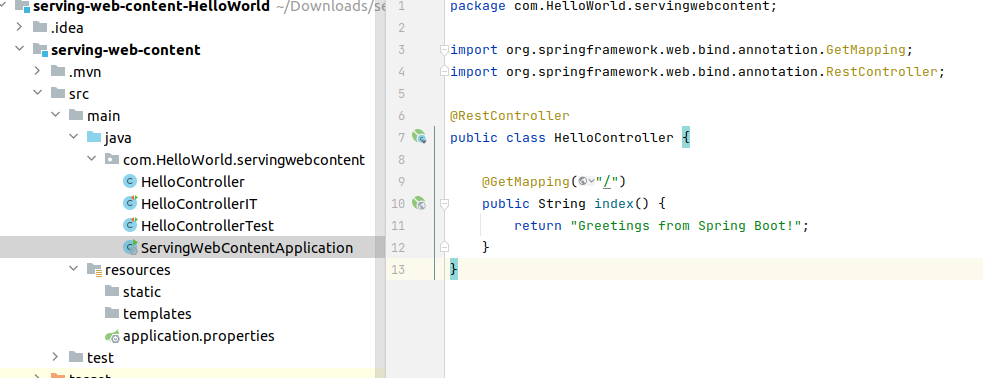 serving-web-content-HelloWorld ~/Downloads/se
.idea
serving-web-content
.mvn
src
main
java
com.HelloWorld.servingwebcontent
HelloController
HelloControllerIT
HelloControllerTest
ServingWebContentApplication
resources
static
templates
application.properties
test
1 package com.HelloWorld.servingwebcontent;
2
3 import org.springframework.web.bind.annotation.GetMapping;
4 import org.springframework.web.bind.annotation.RestController;
5
6 @RestController
7 public class HelloController {
8
9 @GetMapping("/")
10 public String index() {
11 return "Greetings from Spring Boot!";
12 }
13 }